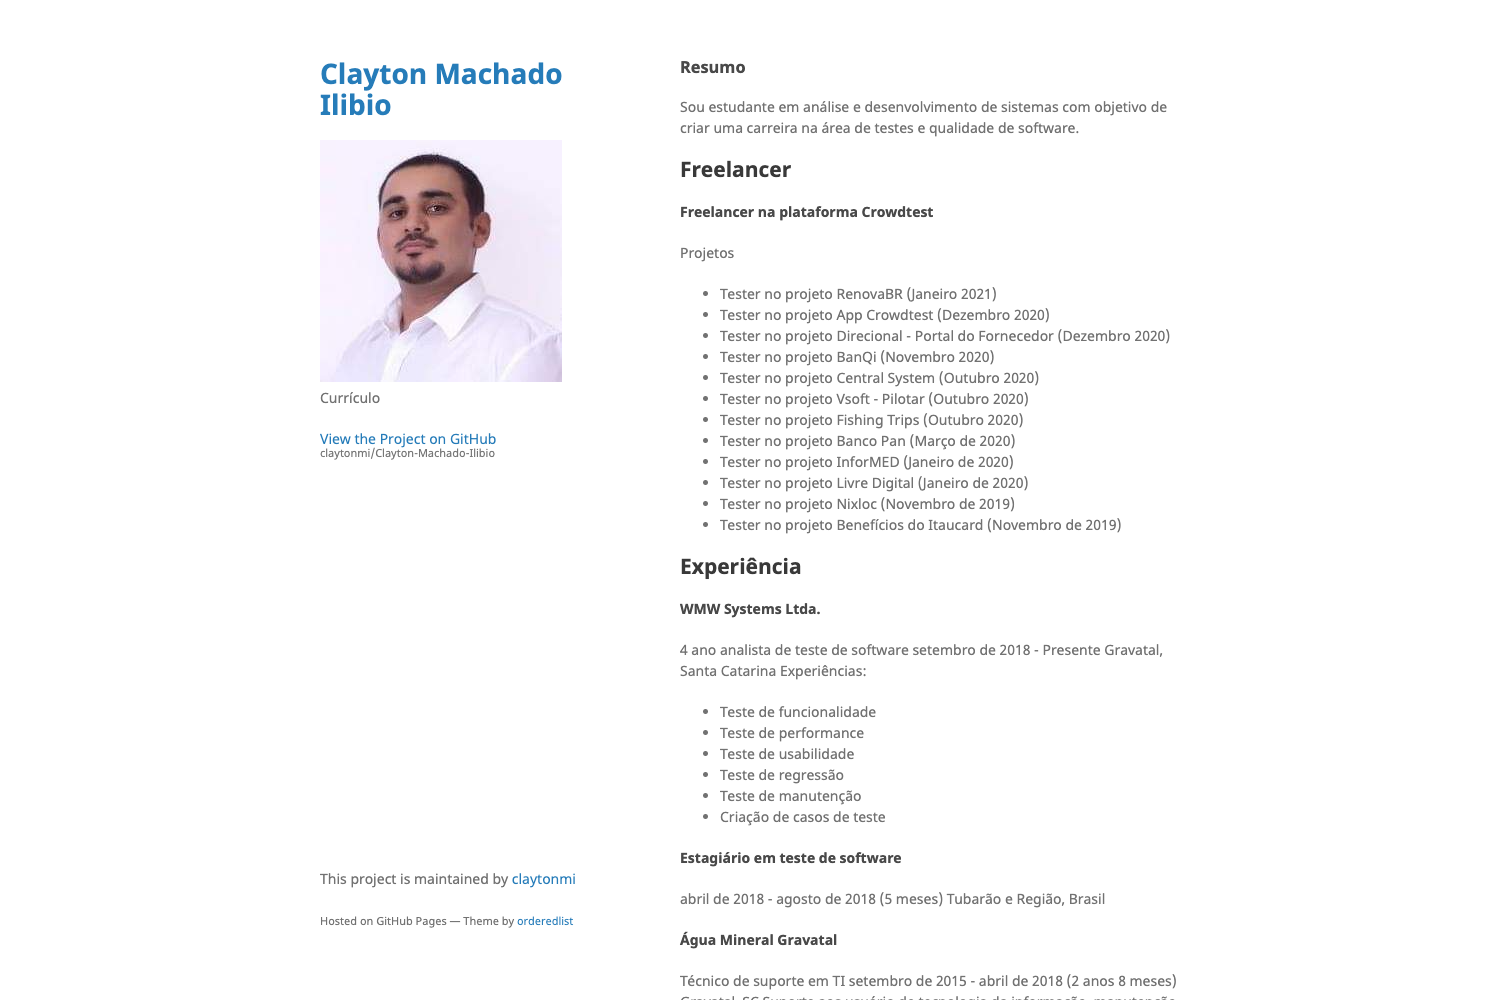 Clayton Machado
Ilibio
Currículo
View the Project on GitHub
claytonmi/Clayton-Machado-Ilibio
This project is maintained by claytonmi
Hosted on GitHub Pages — Theme by orderedlist
Resumo
Sou estudante em análise e desenvolvimento de sistemas com objetivo de
criar uma carreira na área de testes e qualidade de software.
Freelancer
Freelancer na plataforma Crowdtest
Projetos
Tester no projeto RenovaBR (Janeiro 2021)
Tester no projeto App Crowdtest (Dezembro 2020)
Tester no projeto Direcional - Portal do Fornecedor (Dezembro 2020)
Tester no projeto BanQi (Novembro 2020)
Tester no projeto Central System (Outubro 2020)
Tester no projeto Vsoft - Pilotar (Outubro 2020)
Tester no projeto Fishing Trips (Outubro 2020)
Tester no projeto Banco Pan (Março de 2020)
Tester no projeto InforMED (Janeiro de 2020)
Tester no projeto Livre Digital (Janeiro de 2020)
Tester no projeto Nixloc (Novembro de 2019)
Tester no projeto Benefícios do Itaucard (Novembro de 2019)
Experiência
WMW Systems Ltda.
4 ano analista de teste de software setembro de 2018 - Presente Gravatal,
Santa Catarina Experiências:
Teste de funcionalidade
Teste de performance
Teste de usabilidade
Teste de regressão
Teste de manutenção
Criação de casos de teste
Estagiário em teste de software
abril de 2018 - agosto de 2018 (5 meses) Tubarão e Região, Brasil
Água Mineral Gravatal
Técnico de suporte em TI setembro de 2015 - abril de 2018 (2 anos 8 meses)
Gravatal, SC Suporte aos usuário de tecnologia da informação, manutenção